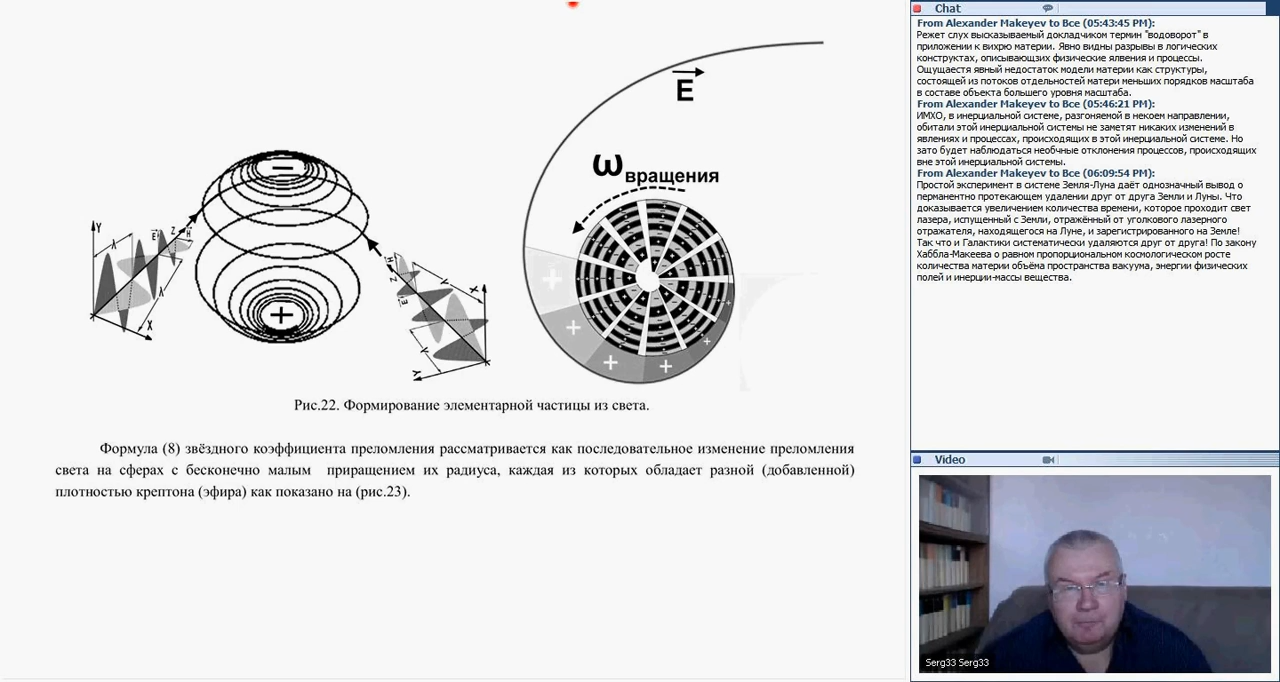 E
ω вращения
−
+
Y
λ
E
Z
H
λ
X
H
Z
E
λ
X
λ
Y
+
+
+
+
+
Рис.22. Формирование элементарной частицы из света.
Формула (8) звёздного коэффициента преломления рассматривается как последовательное изменение преломления
света на сферах с бесконечно малым приращением их радиуса, каждая из которых обладает разной (добавленной)
плотностью крептона (эфира) как показано на (рис.23).
Chat
From Alexander Makeyev to Все (05:43:45 PM):
Режет слух высказываемый докладчиком термин "водоворот" в
приложении к вихрю материи. Явно видны разрывы в логических
конструктах, описывающзих физические ялвения и процессы.
Ощущаестя явный недостаток модели материи как структуры,
состоящей из потоков отдельностей матери меньших порядков масштаба
в составе объекта большего уровня масштаба.
From Alexander Makeyev to Все (05:46:21 PM):
ИМХО, в инерциальной системе, разгоняемой в некоем направлении,
обитали этой инерциальной системы не заметят никаких изменений в
явлениях и процессах, происходящих в этой инерциальной системе. Но
зато будет наблюдаться необчные отклонения процессов, происходящих
вне этой инерциальной системы.
From Alexander Makeyev to Все (06:09:54 PM):
Простой эксперимент в системе Земля-Луна даёт однозначный вывод о
перманентно протекающем удалении друг от друга Земли и Луны. Что
доказывается увеличением количества времени, которое проходит свет
лазера, испущенный с Земли, отражённый от уголкового лазерного
отражателя, находящегося на Луне, и зарегистрированного на Земле!
Так что и Галактики систематически удаляются друг от друга! По закону
Хаббла-Макеева о равном пропорциональном космологическом росте
количества материи объёма пространства вакуума, энергии физических
полей и инерции-массы вещества.
Video
Serg33 Serg33